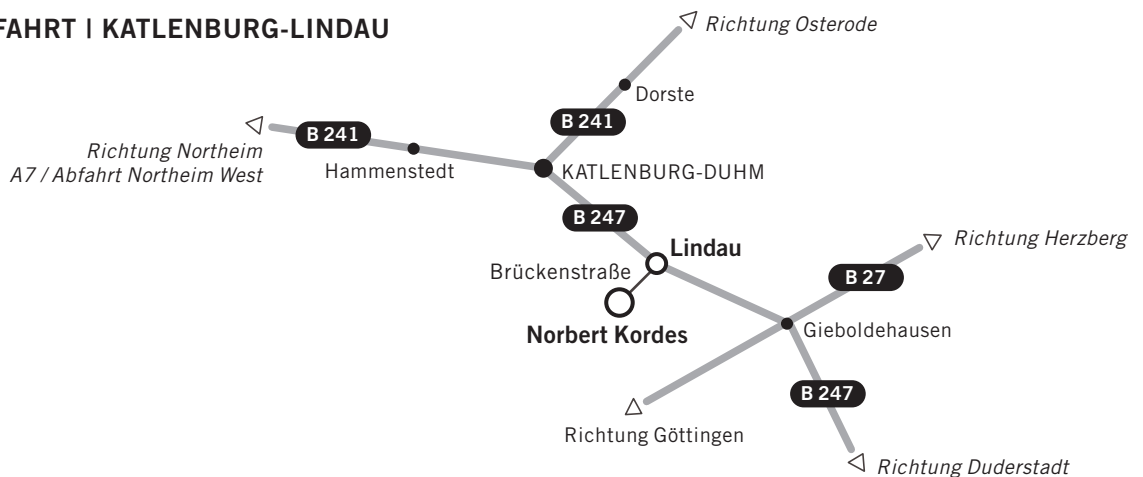 FAHRT | KATLENBURG-LINDAU
Richtung Osterode
Dorste
B 241
B 241
Richtung Northeim
A7 / Abfahrt Northeim West
Hammenstedt
KATLENBURG-DUHM
B 247
Lindau
Richtung Herzberg
Brückenstraße
B 27
Norbert Kordes
Gieboldehausen
B 247
Richtung Göttingen
Richtung Duderstadt